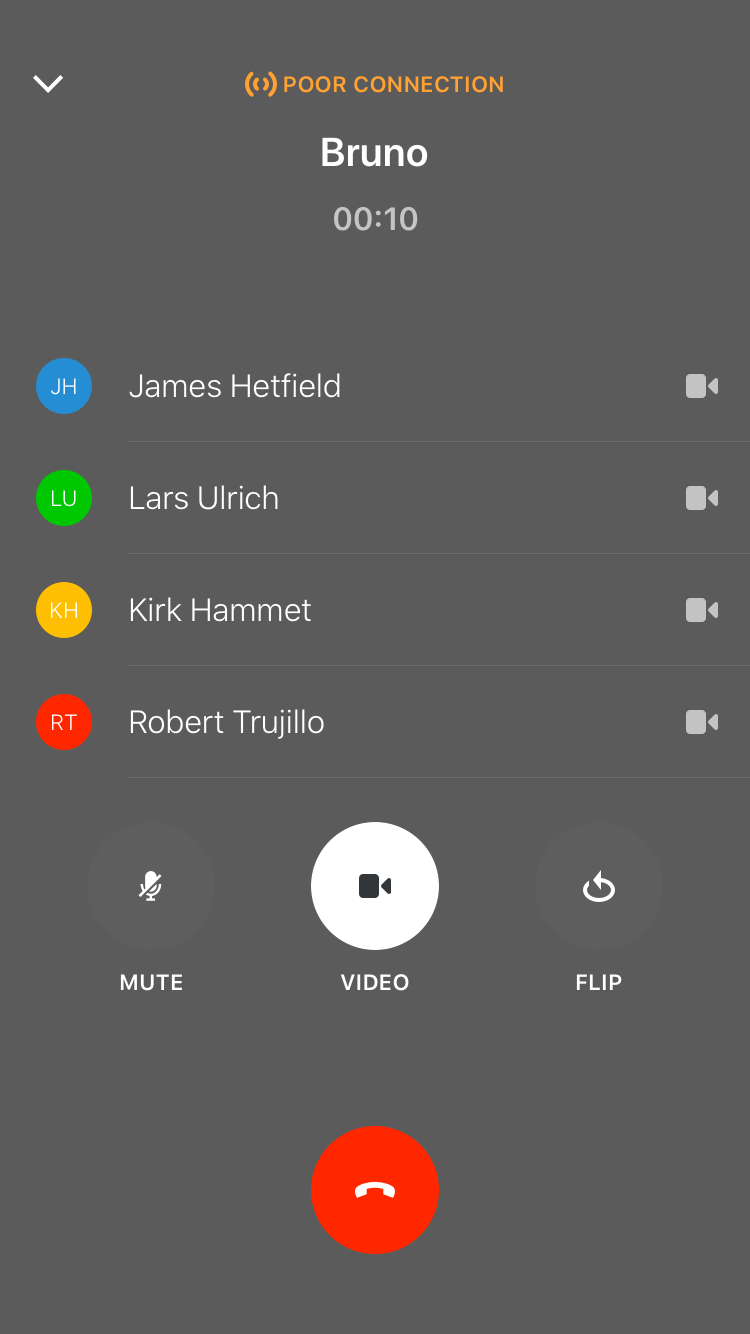 POOR CONNECTION
Bruno
00:10
JH James Hetfield
LU Lars Ulrich
KH Kirk Hammet
RT Robert Trujillo
MUTE VIDEO FLIP